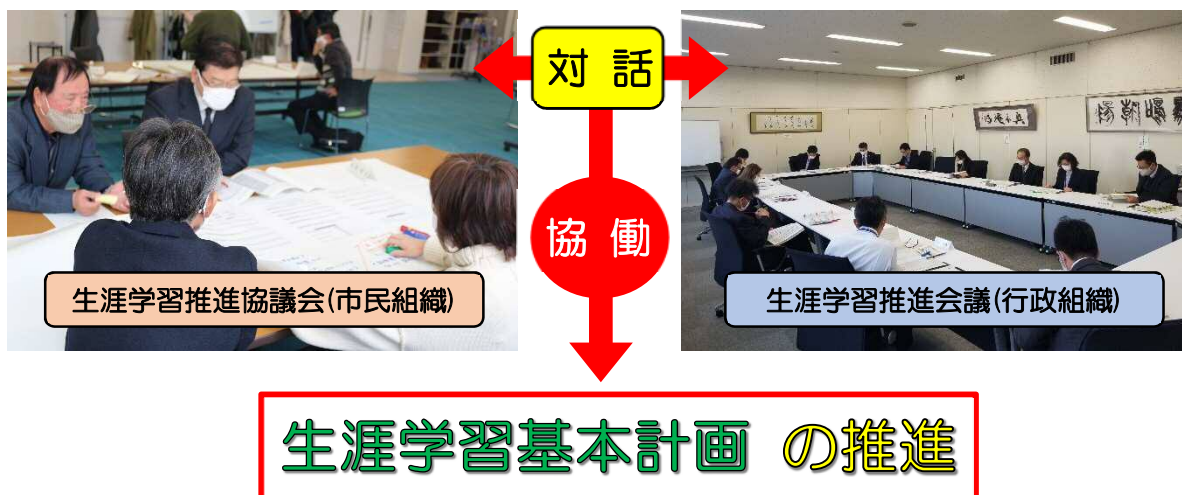 対話
協働
生涯学習推進協議会(市民組織)
生涯学習推進会議(行政組織)
生涯学習基本計画 の推進